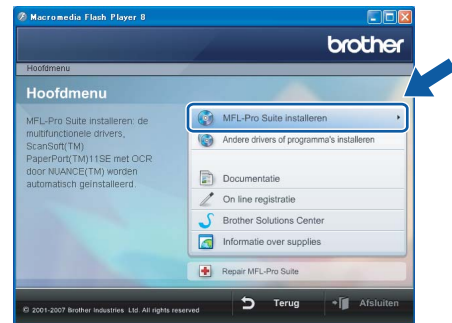 Macromedia Flash Player 8
brother
Hoofdmenu
Hoofdmenu
MFL-Pro Suite installeren: de
multifunctionele drivers,
ScanSoft(TM)
PaperPort(TM)11SE met OCR
door NUANCE(TM) worden
automatisch geïnstalleerd.
MFL-Pro Suite installeren
Andere drivers of programma's installeren
Documentatie
On line registratie
Brother Solutions Center
Informatie over supplies
Repair MFL-Pro Suite
© 2001-2007 Brother Industries Ltd. All rights reserved
Terug
Afsluiten